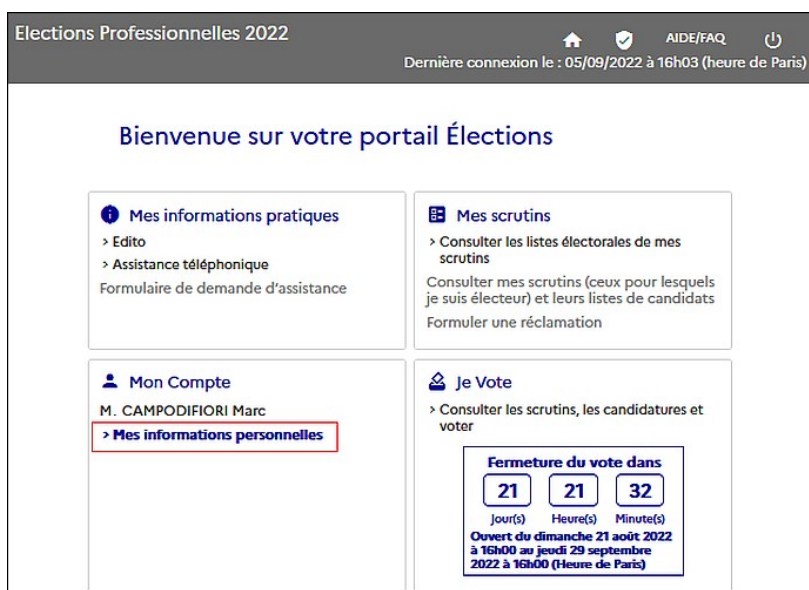 Elections Professionnelles 2022
AIDE/FAQ
Dernière connexion le : 05/09/2022 à 16h03 (heure de Paris)
Bienvenue sur votre portail Élections
Mes informations pratiques
> Edito
> Assistance téléphonique
Formulaire de demande d'assistance
Mes scrutins
> Consulter les listes électorales de mes
scrutins
Consulter mes scrutins (ceux pour lesquels
je suis électeur) et leurs listes de candidats
Formuler une réclamation
Mon Compte
M. CAMPODIFIORI Marc
> Mes informations personnelles
Je Vote
> Consulter les scrutins, les candidatures et
voter
Fermeture du vote dans
21 21 32
Jour(s) Heure(s) Minute(s)
Ouvert du dimanche 21 août 2022
à 16h00 au jeudi 29 septembre
2022 à 16h00 (Heure de Paris)